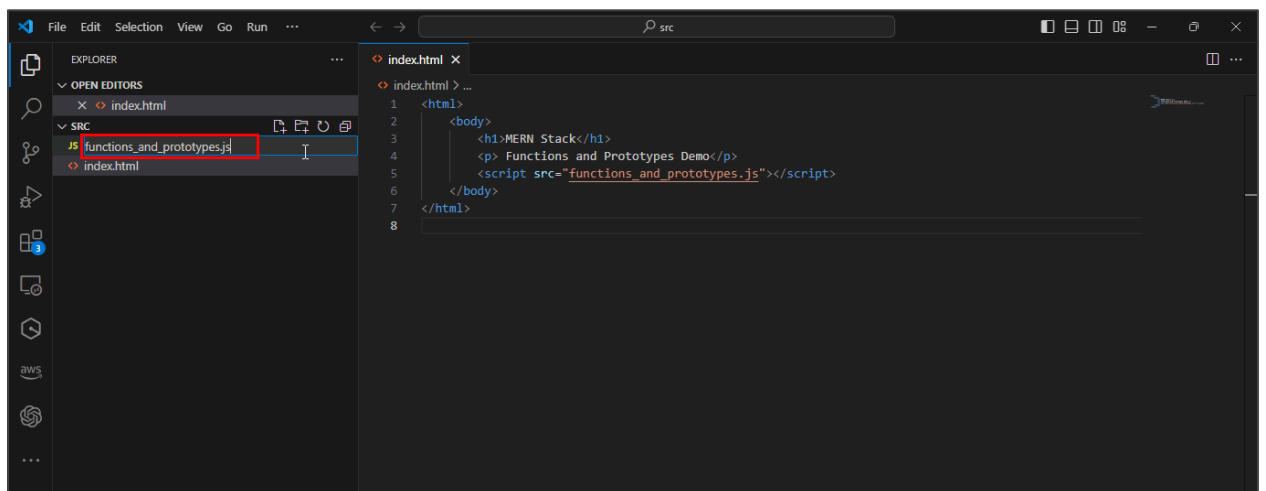 File Edit Selection View Go Run ···
src
EXPLORER ···
OPEN EDITORS
index.html
SRC
JS functions_and_prototypes.js
index.html
3
aws
index.html
index.html > ...
1 <html>
2 <body>
3 <h1>MERN Stack</h1>
4 <p> Functions and Prototypes Demo</p>
5 <script src="functions_and_prototypes.js"></script>
6 </body>
7 </html>
8